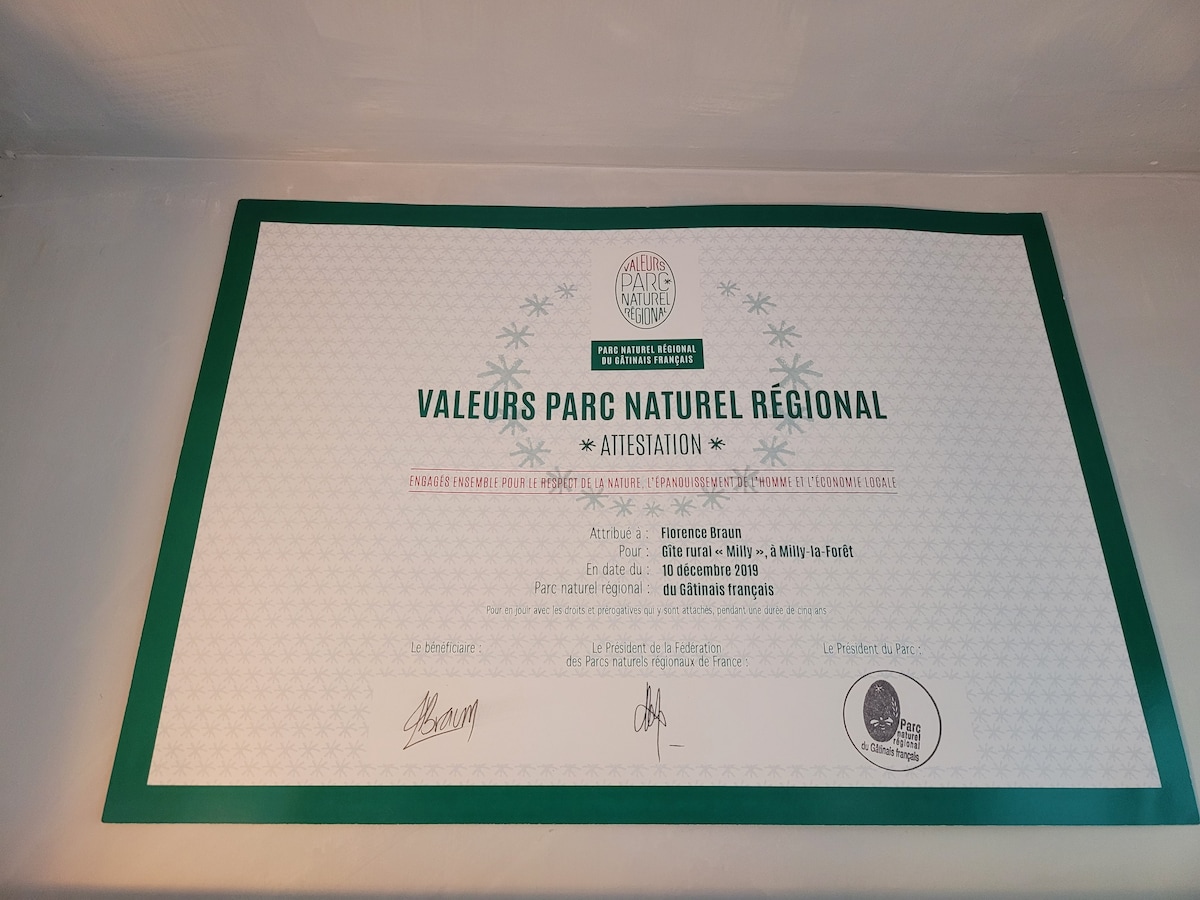 VALEURS
PARC
NATUREL
RÉGIONAL
PARC NATUREL RÉGIONAL
DU GÂTINAIS FRANÇAIS
VALEURS PARC NATUREL RÉGIONAL
ATTESTATION
ENGAGÉS ENSEMBLE POUR LE RESPECT DE LA NATURE, L'ÉPANOUISSEMENT DE L'HOMME ET L'ÉCONOMIE LOCALE
Attribué à : Florence Braun
Pour : Gîte rural « Milly », à Milly-la-Forêt
En date du : 10 décembre 2019
Parc naturel régional : du Gâtinais français
Pour en jouir avec les droits et prérogatives qui y sont attachés, pendant une durée de cinq ans
Le bénéficiaire :
Le Président de la Fédération
des Parcs naturels régionaux de France :
Le Président du Parc :
Braun
Parc
naturel
régional
du Gâtinais français